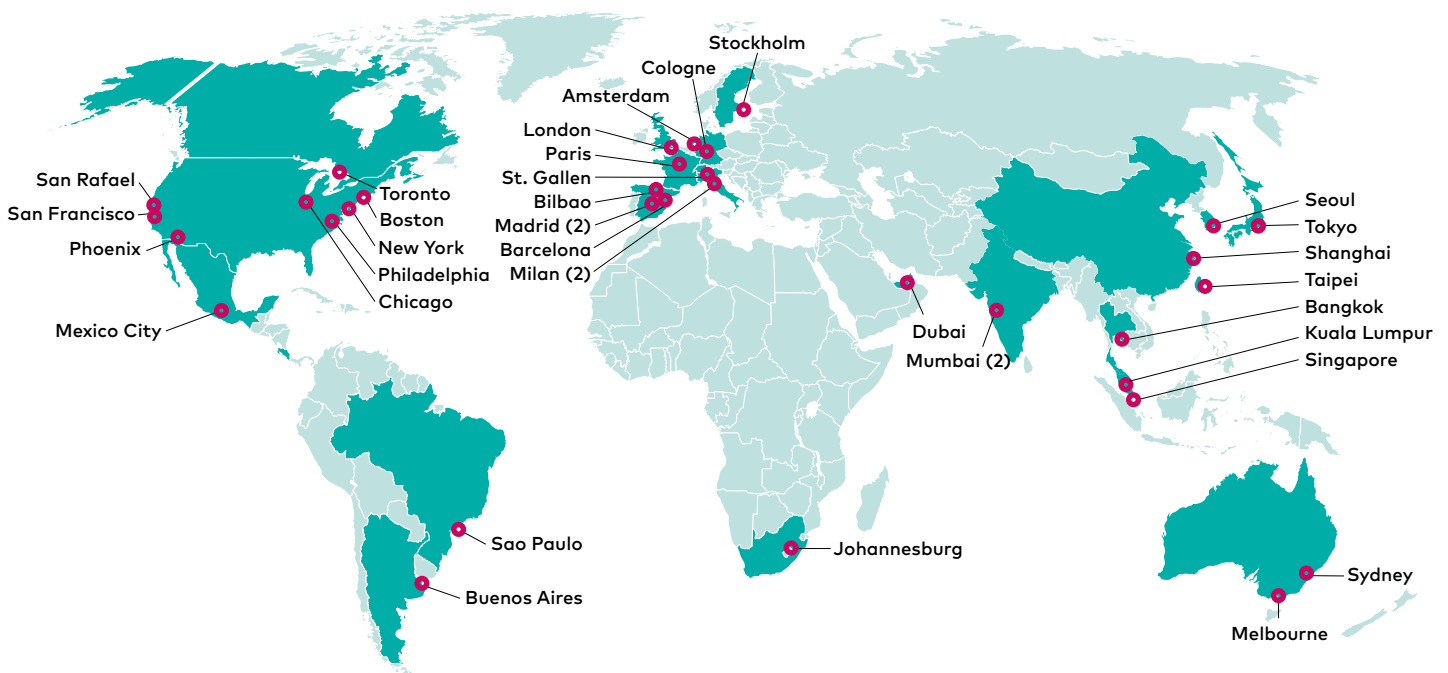 Stockholm
Cologne
Amsterdam
London
Paris
St. Gallen
Bilbao
Madrid (2)
Barcelona
Milan (2)
San Rafael
San Francisco
Phoenix
Mexico City
Toronto
Boston
New York
Philadelphia
Chicago
Sao Paulo
Buenos Aires
Johannesburg
Dubai
Mumbai (2)
Seoul
Tokyo
Shanghai
Taipei
Bangkok
Kuala Lumpur
Singapore
Sydney
Melbourne